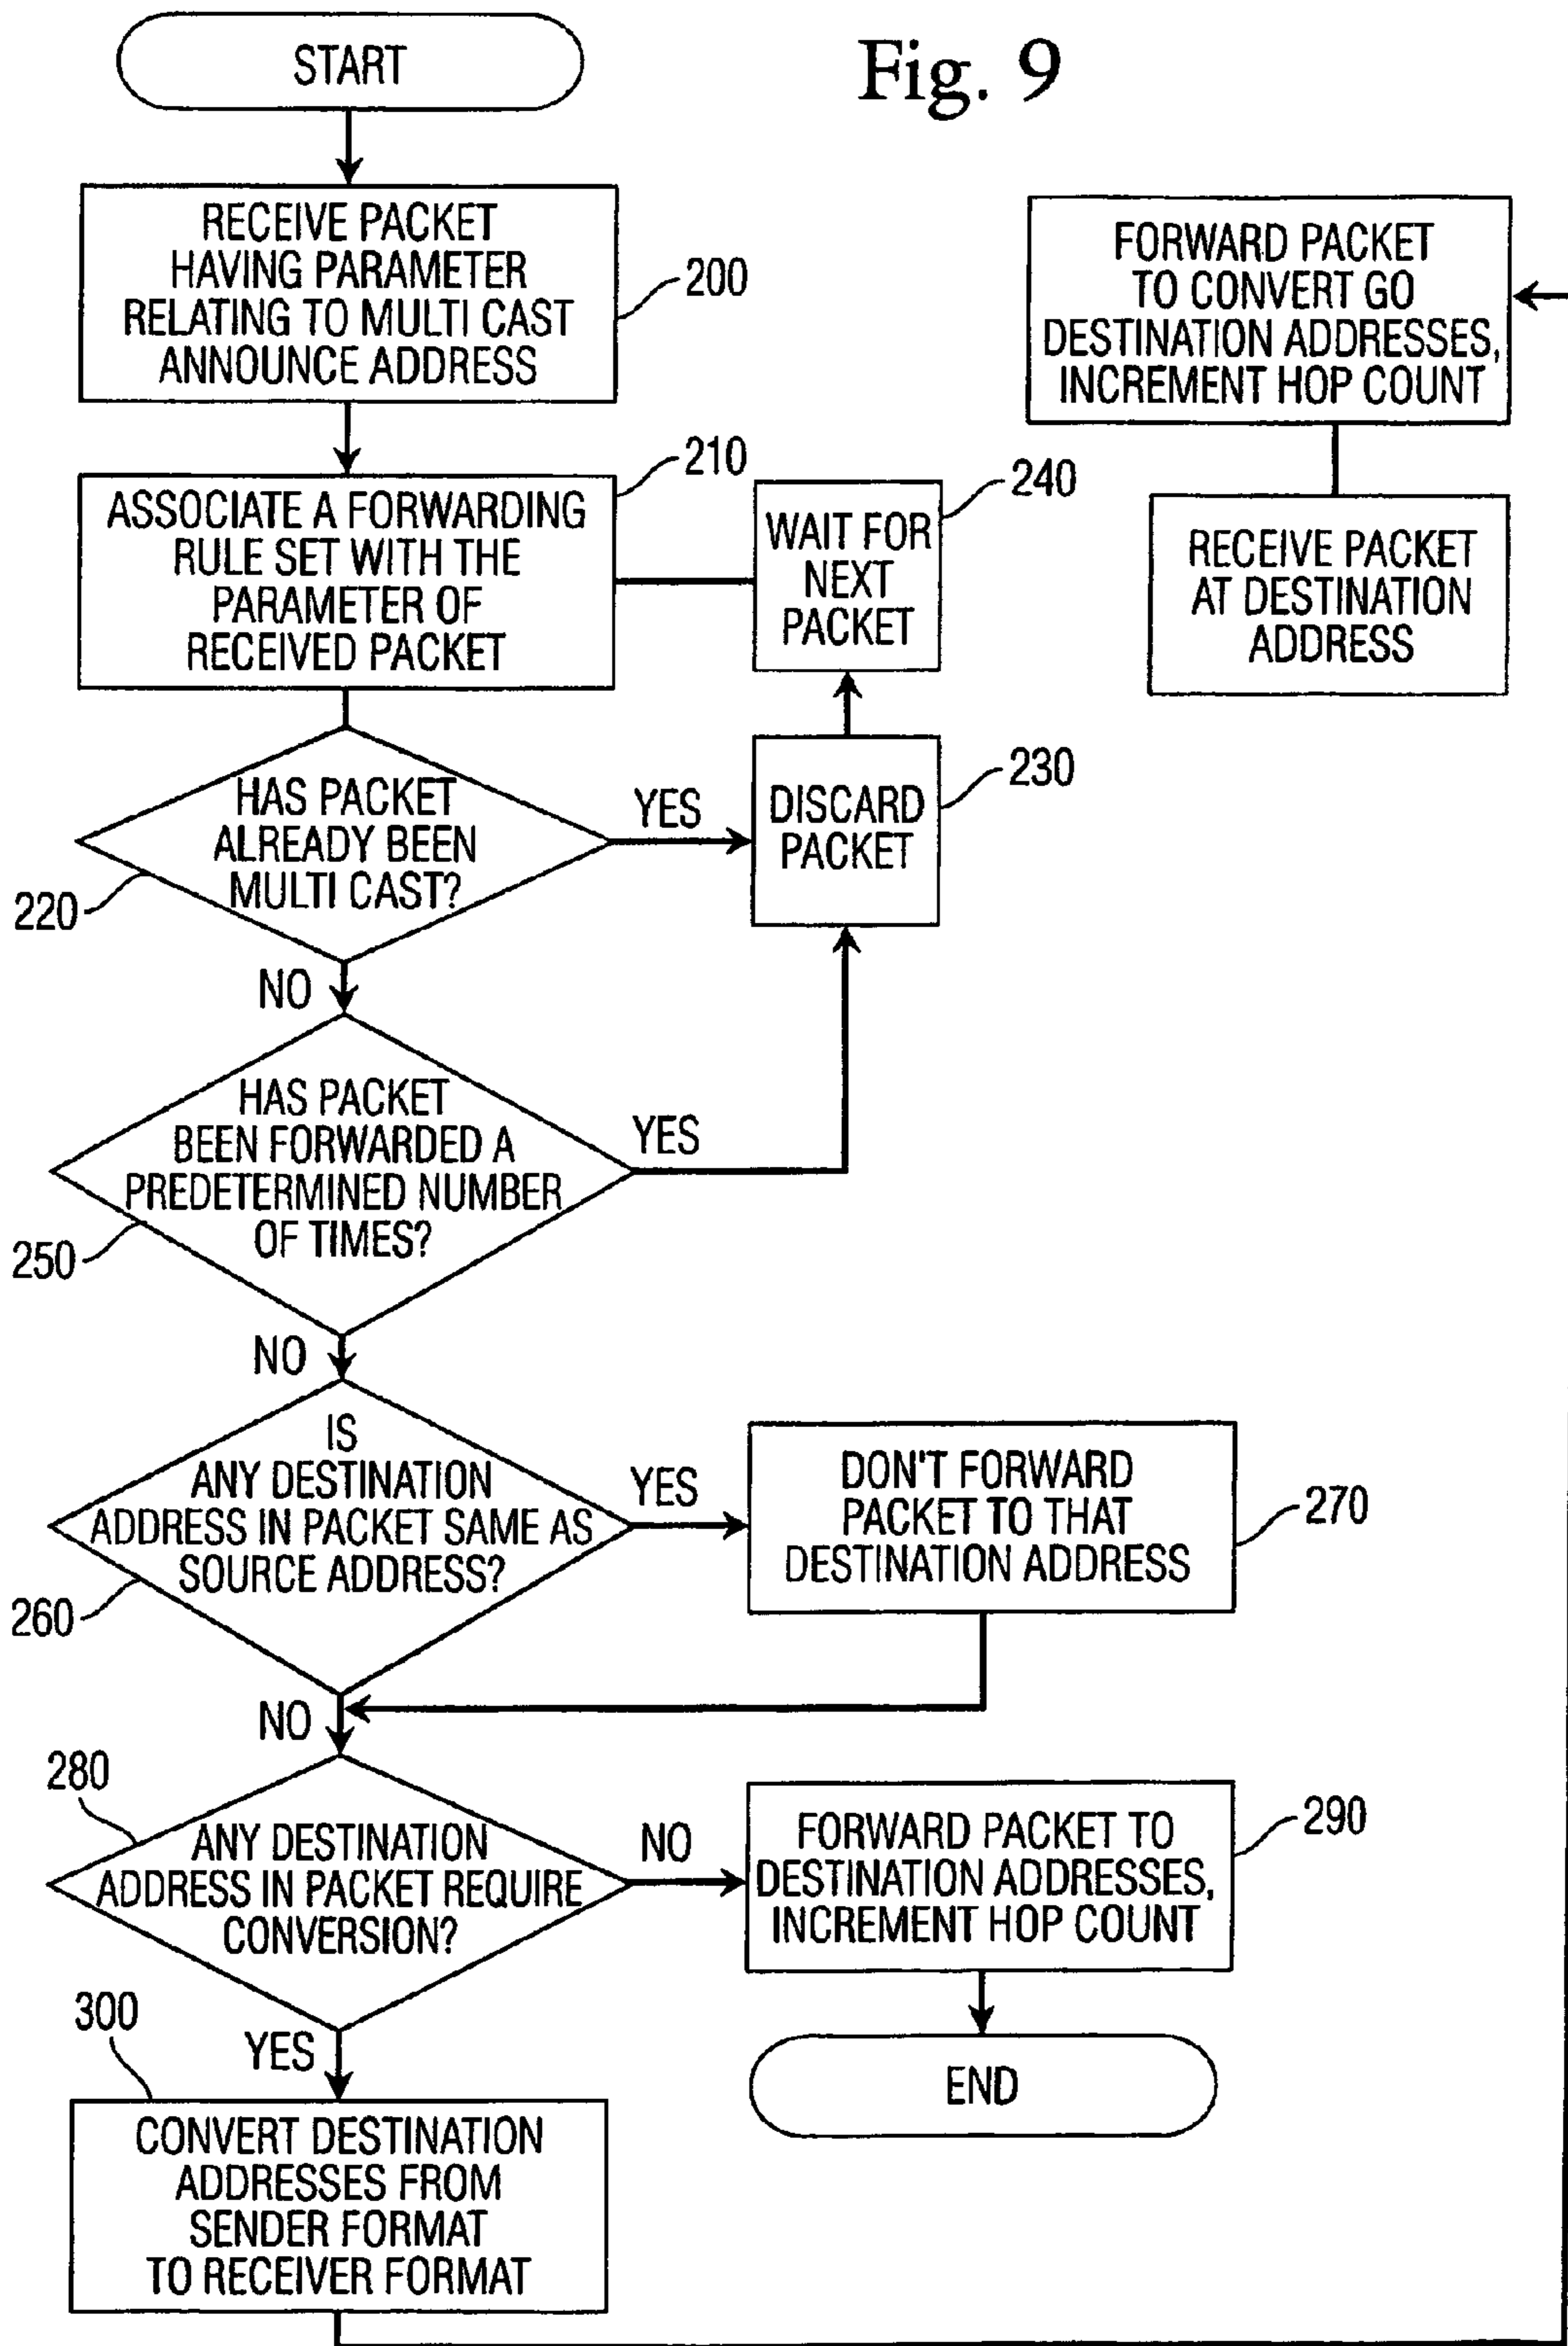 Fig. 9
START
RECEIVE PACKET
HAVING PARAMETER
RELATING TO MULTI CAST
ANNOUNCE ADDRESS
200
ASSOCIATE A FORWARDING
RULE SET WITH THE
PARAMETER OF
RECEIVED PACKET
210
WAIT FOR
NEXT
PACKET
240
HAS PACKET
ALREADY BEEN
MULTI CAST?
220
YES
DISCARD
PACKET
230
NO
HAS PACKET
BEEN FORWARDED A
PREDETERMINED NUMBER
OF TIMES?
250
YES
NO
IS
ANY DESTINATION
ADDRESS IN PACKET SAME AS
SOURCE ADDRESS?
260
YES
DON'T FORWARD
PACKET TO THAT
DESTINATION ADDRESS
270
NO
280
ANY DESTINATION
ADDRESS IN PACKET REQUIRE
CONVERSION?
NO
FORWARD PACKET TO
DESTINATION ADDRESSES,
INCREMENT HOP COUNT
290
END
YES
300
CONVERT DESTINATION
ADDRESSES FROM
SENDER FORMAT
TO RECEIVER FORMAT
FORWARD PACKET
TO CONVERT GO
DESTINATION ADDRESSES,
INCREMENT HOP COUNT
RECEIVE PACKET
AT DESTINATION
ADDRESS